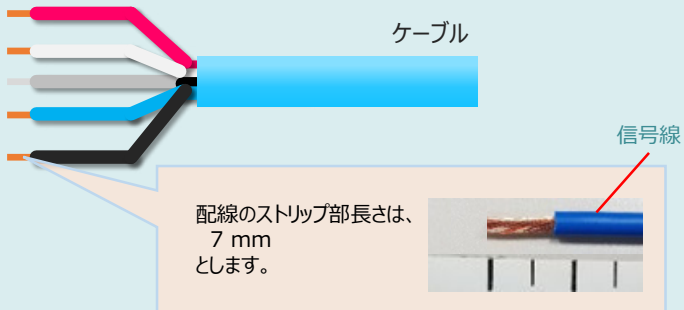 ケーブル
信号線
配線のストリップ部長さは、
7 mm
とします。